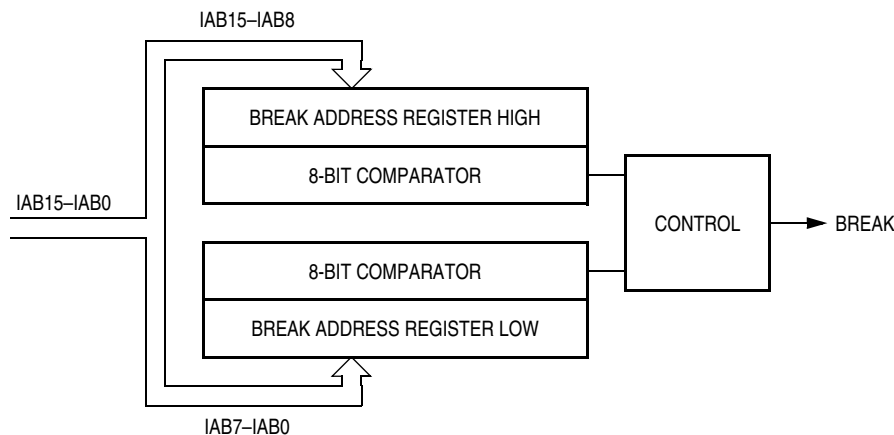 IAB15–IAB8
BREAK ADDRESS REGISTER HIGH
8-BIT COMPARATOR
IAB15–IAB0
CONTROL
BREAK
8-BIT COMPARATOR
BREAK ADDRESS REGISTER LOW
IAB7–IAB0